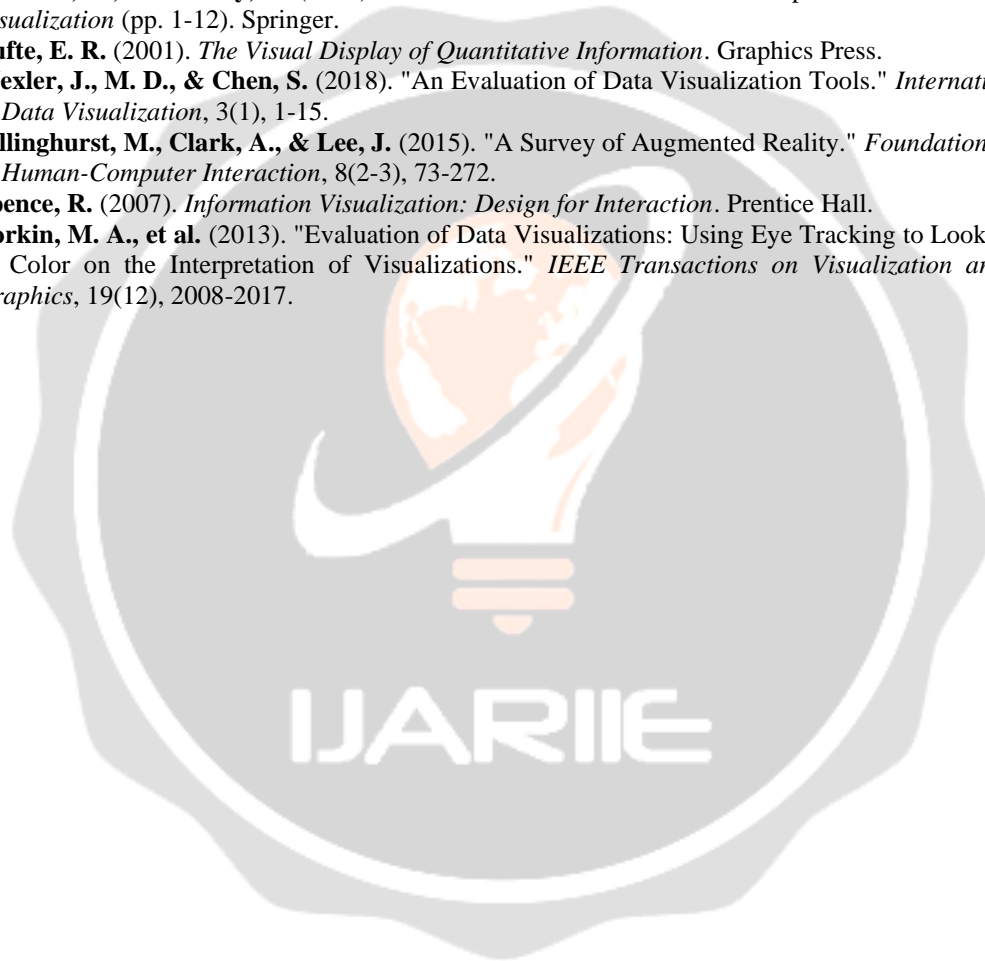 sualization (pp. 1-12). Springer.
ufte, E. R. (2001). The Visual Display of Quantitative Information. Graphics Press.
exler, J., M. D., & Chen, S. (2018). "An Evaluation of Data Visualization Tools." Internati
Data Visualization, 3(1), 1-15.
llinghurst, M., Clark, A., & Lee, J. (2015). "A Survey of Augmented Reality." Foundation
Human-Computer Interaction, 8(2-3), 73-272.
pence, R. (2007). Information Visualization: Design for Interaction. Prentice Hall.
orkin, M. A., et al. (2013). "Evaluation of Data Visualizations: Using Eye Tracking to Look
Color on the Interpretation of Visualizations." IEEE Transactions on Visualization an
raphics, 19(12), 2008-2017.
IJARIIE